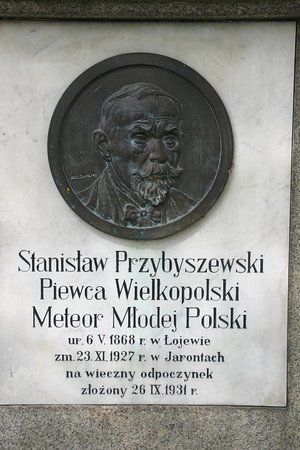 Stanisław Przybyszewski
Piewca Wielkopolski
Meteor Młodej Polski
ur. 6 V. 1868 r. w Łojewie
zm. 23. XI. 1927 r. w Jarontach
na wieczny odpoczynek
złożony 26 IX. 1931 r.